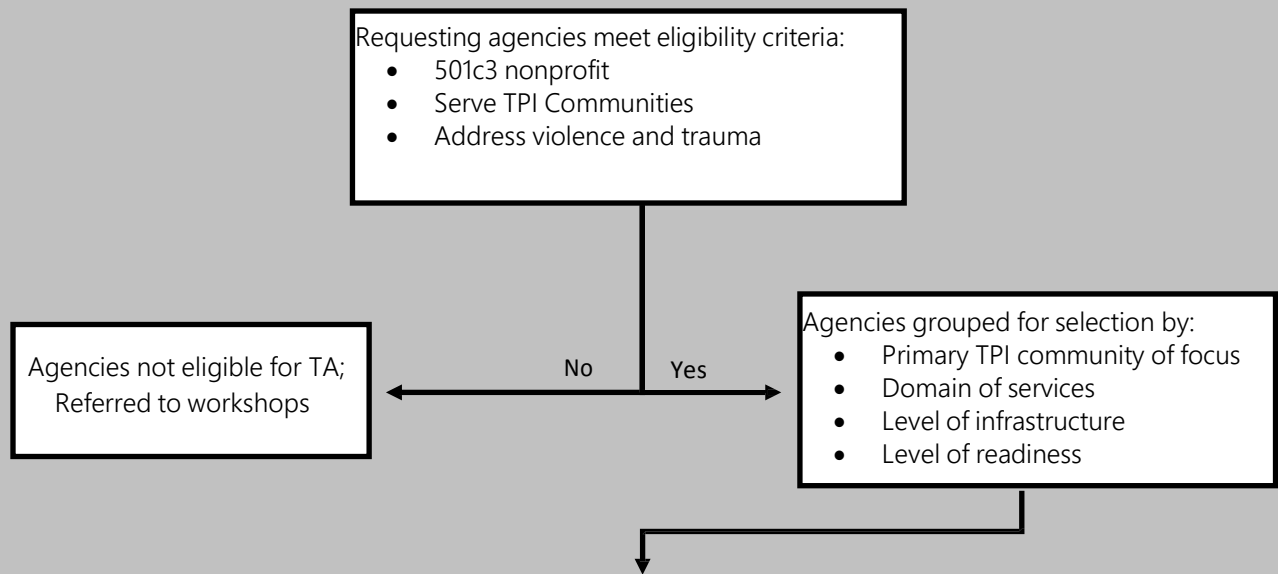 Requesting agencies meet eligibility criteria:
• 501c3 nonprofit
• Serve TPI Communities
• Address violence and trauma
No
Yes
Agencies not eligible for TA;
Referred to workshops
Agencies grouped for selection by:
• Primary TPI community of focus
• Domain of services
• Level of infrastructure
• Level of readiness